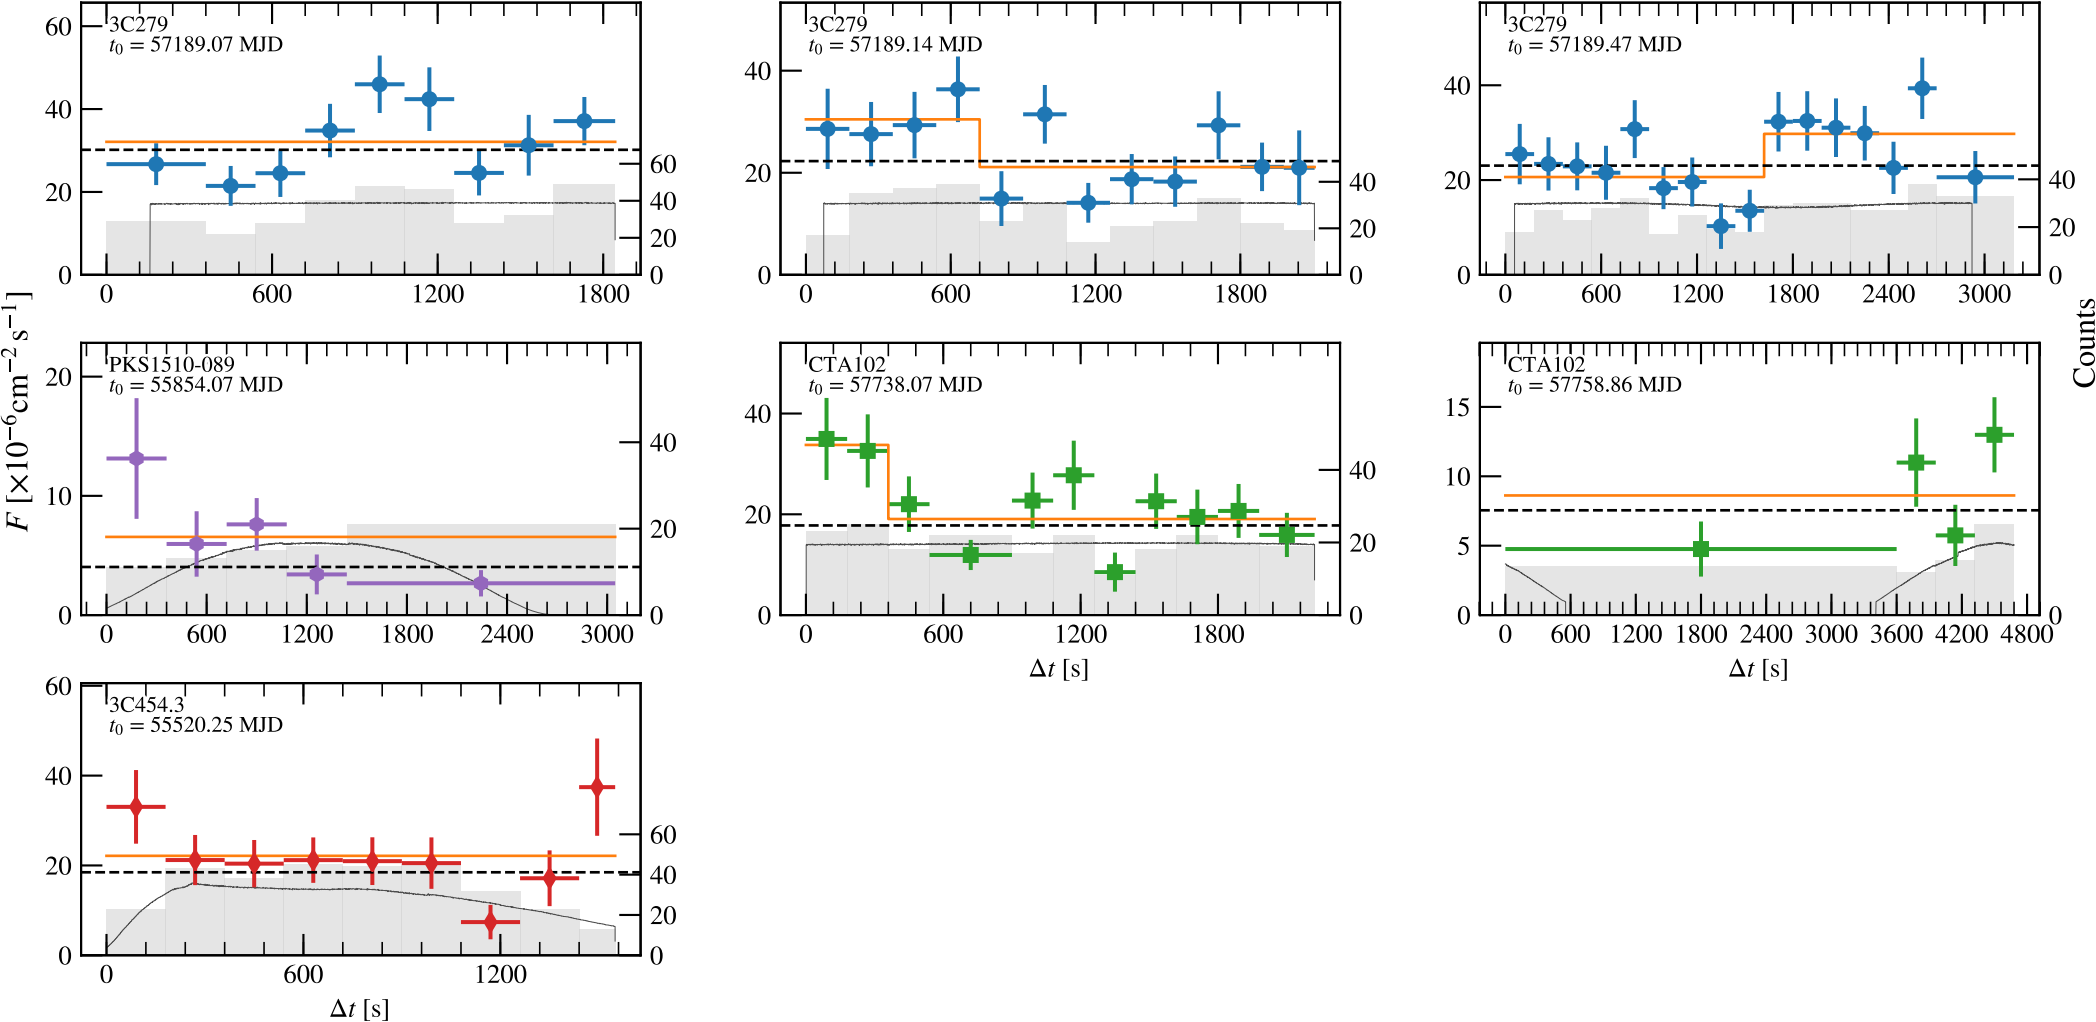 3C279
t₀ = 57189.07 MJD
60
40
20
0
60
40
20
0
0 600 1200 1800
3C279
t₀ = 57189.14 MJD
40
20
0
40
20
0
0 600 1200 1800
3C279
t₀ = 57189.47 MJD
40
20
0
40
20
0
0 600 1200 1800 2400 3000
F [×10⁻⁶cm⁻² s⁻¹]
Counts
PKS1510-089
t₀ = 55854.07 MJD
20
10
0
40
20
0
0 600 1200 1800 2400 3000
CTA102
t₀ = 57738.07 MJD
40
20
0
40
20
0
0 600 1200 1800
Δt [s]
CTA102
t₀ = 57758.86 MJD
15
10
5
0
0
0 600 1200 1800 2400 3000 3600 4200 4800
Δt [s]
3C454.3
t₀ = 55520.25 MJD
60
40
20
0
60
40
20
0
0 600 1200
Δt [s]